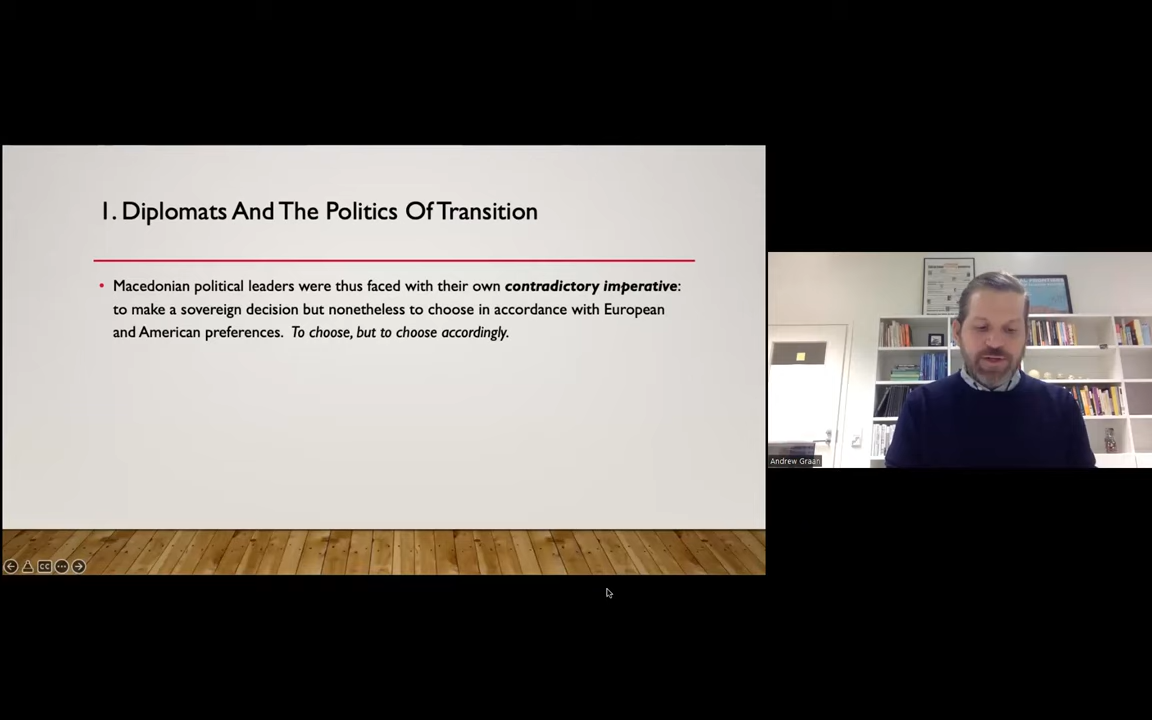 1. Diplomats And The Politics Of Transition
• Macedonian political leaders were thus faced with their own contradictory imperative:
to make a sovereign decision but nonetheless to choose in accordance with European
and American preferences. To choose, but to choose accordingly.
Andrew Graan
CC